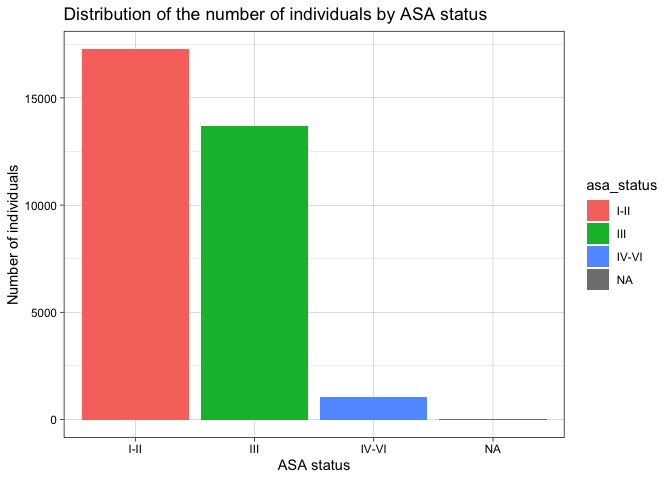 Distribution of the number of individuals by ASA status
15000
10000
5000
0
Number of individuals
I-II
III
IV-VI
NA
ASA status
asa_status
I-II
III
IV-VI
NA